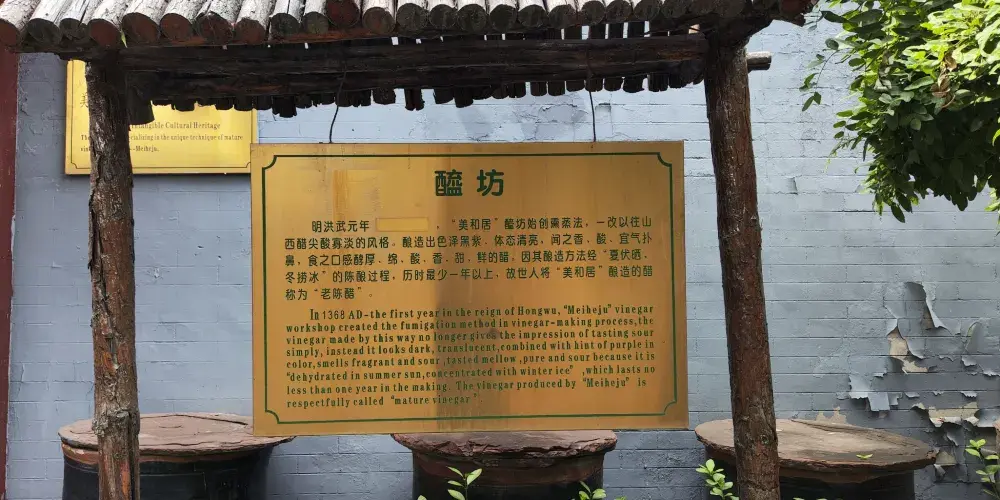 tangible Cultural Heritage
ializing in the unique technique of mature
—Meiheju.
醯坊
明洪武元年 ，“美和居”醯坊始创熏蒸法，一改以往山
西醋尖酸寡淡的风格。酿造出色泽黑紫、体态清亮，闻之香、酸、宜气扑
鼻，食之口感醇厚、绵、酸、香、甜、鲜的醋，因其酿造方法经“夏伏晒，
冬捞冰”的陈酿过程，历时最少一年以上，故世人将“美和居”酿造的醋
称为“老陈醋”。
In 1368 AD-the first year in the reign of Hongwu, “Meiheju” vinegar
workshop created the fumigation method in vinegar-making process,the
vinegar made by this way no longer gives the impression of tasting sour
simply, instead it looks dark, translucent,combined with hint of purple in
color,smells fragrant and sour ,tasted mellow ,pure and sour because it is
“dehydrated in summer sun,concentrated with winter ice” ,which lasts no
less than one year in the making. The vinegar produced by “Meiheju” is
respectfully called “mature vinegar”